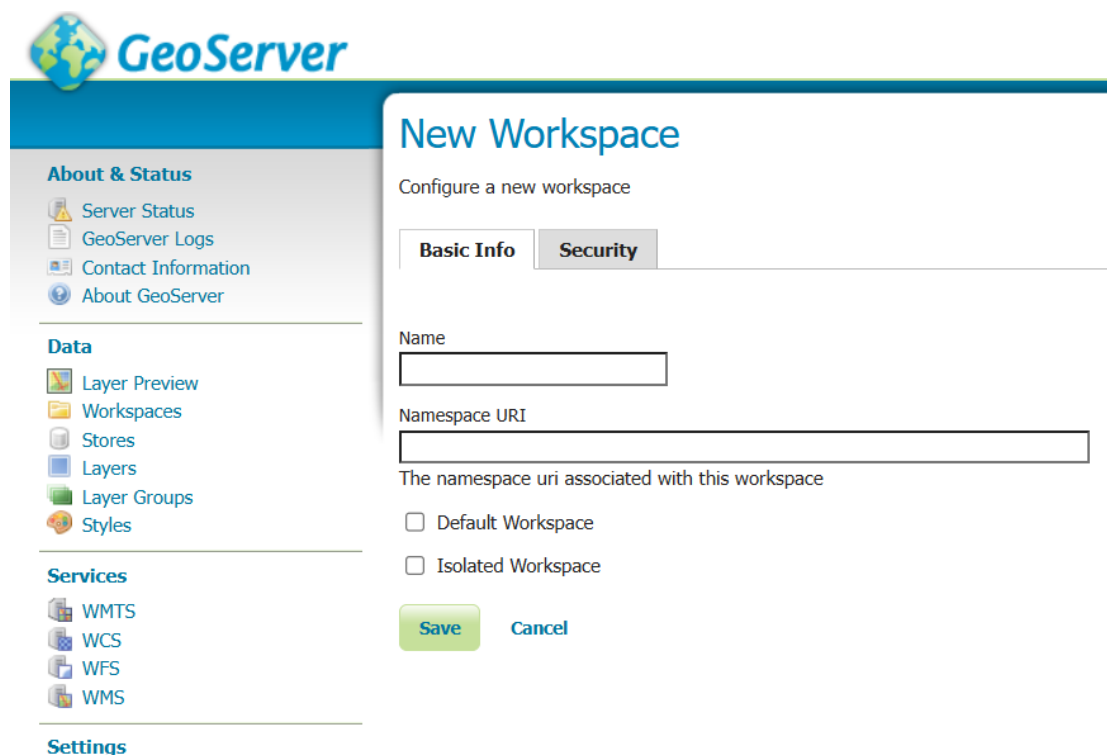 GeoServer
New Workspace
Configure a new workspace
Basic Info
Security
Name
Namespace URI
The namespace uri associated with this workspace
Default Workspace
Isolated Workspace
Save
Cancel
About & Status
Server Status
GeoServer Logs
Contact Information
About GeoServer
Data
Layer Preview
Workspaces
Stores
Layers
Layer Groups
Styles
Services
WMTS
WCS
WFS
WMS
Settings